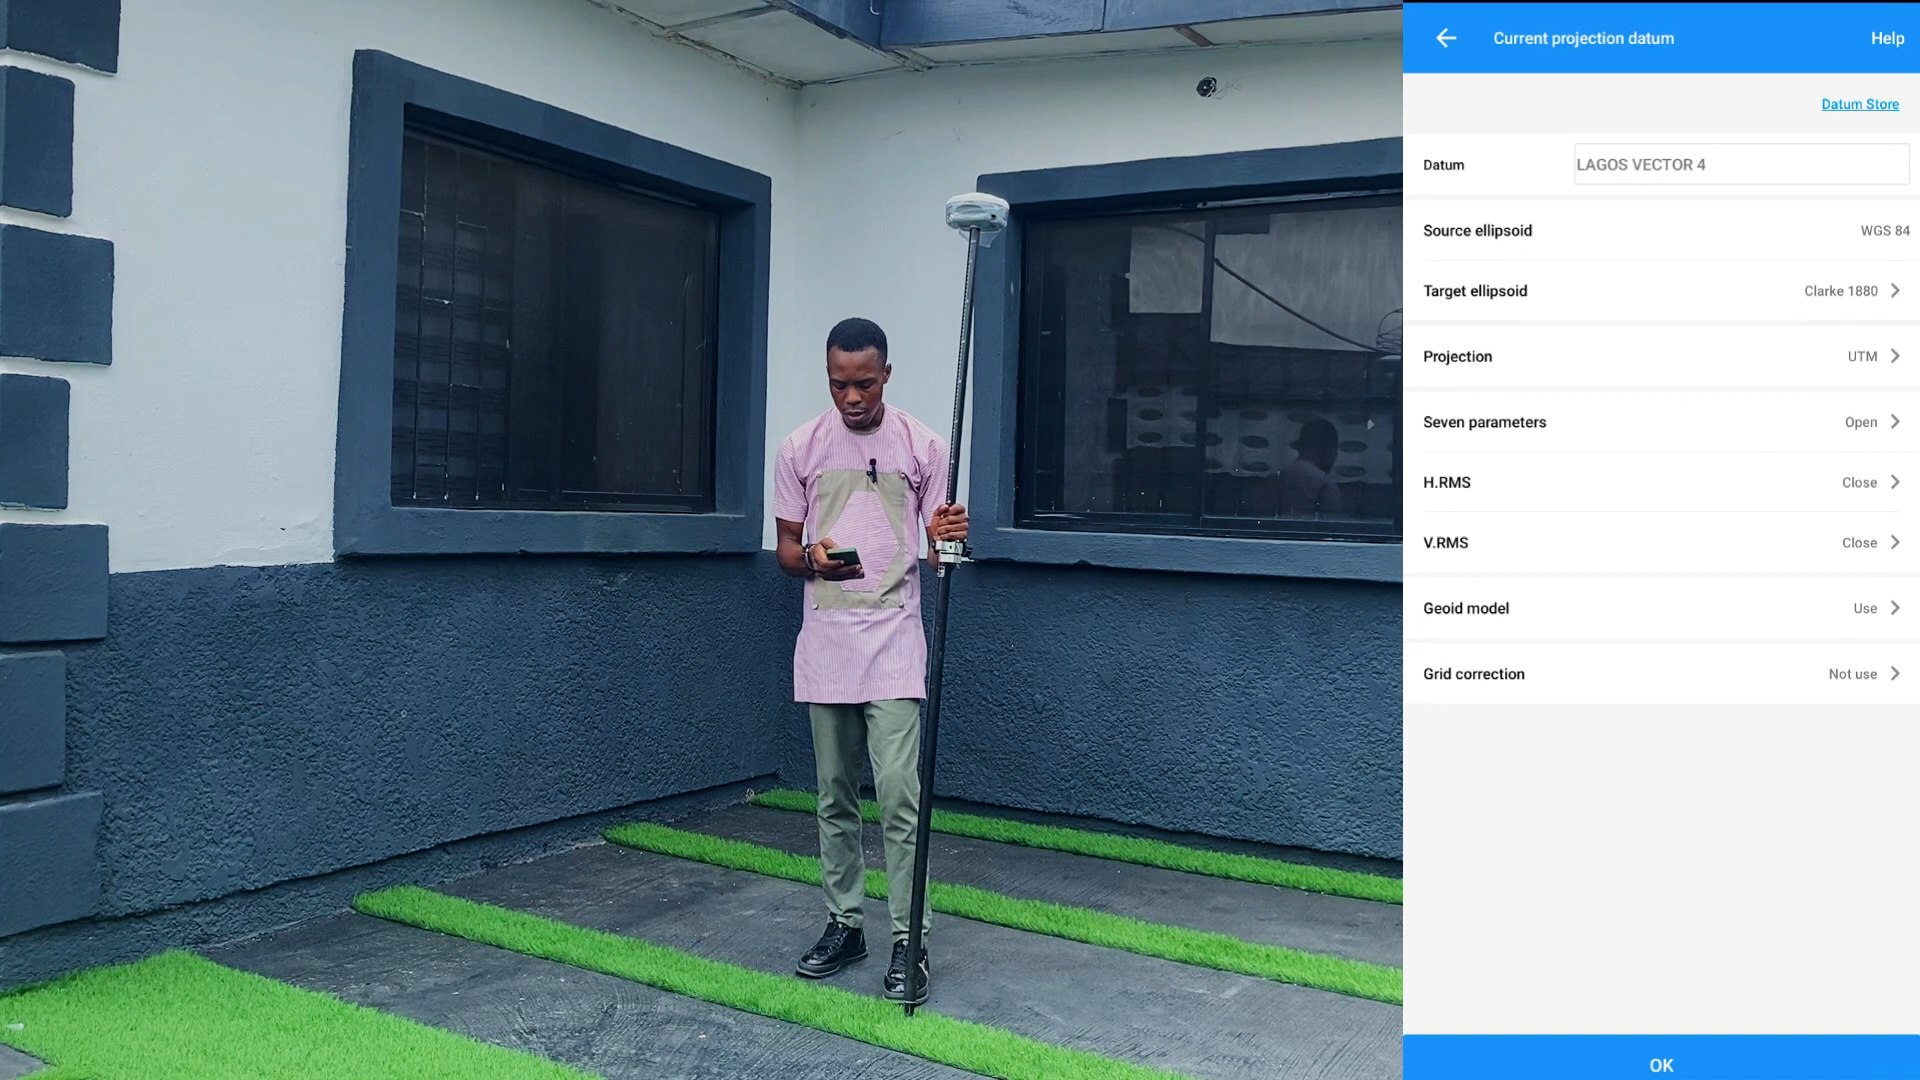 Current projection datum Help
Datum Store
Datum LAGOS VECTOR 4
Source ellipsoid WGS 84
Target ellipsoid Clarke 1880
Projection UTM
Seven parameters Open
H.RMS Close
V.RMS Close
Geoid model Use
Grid correction Not use
OK